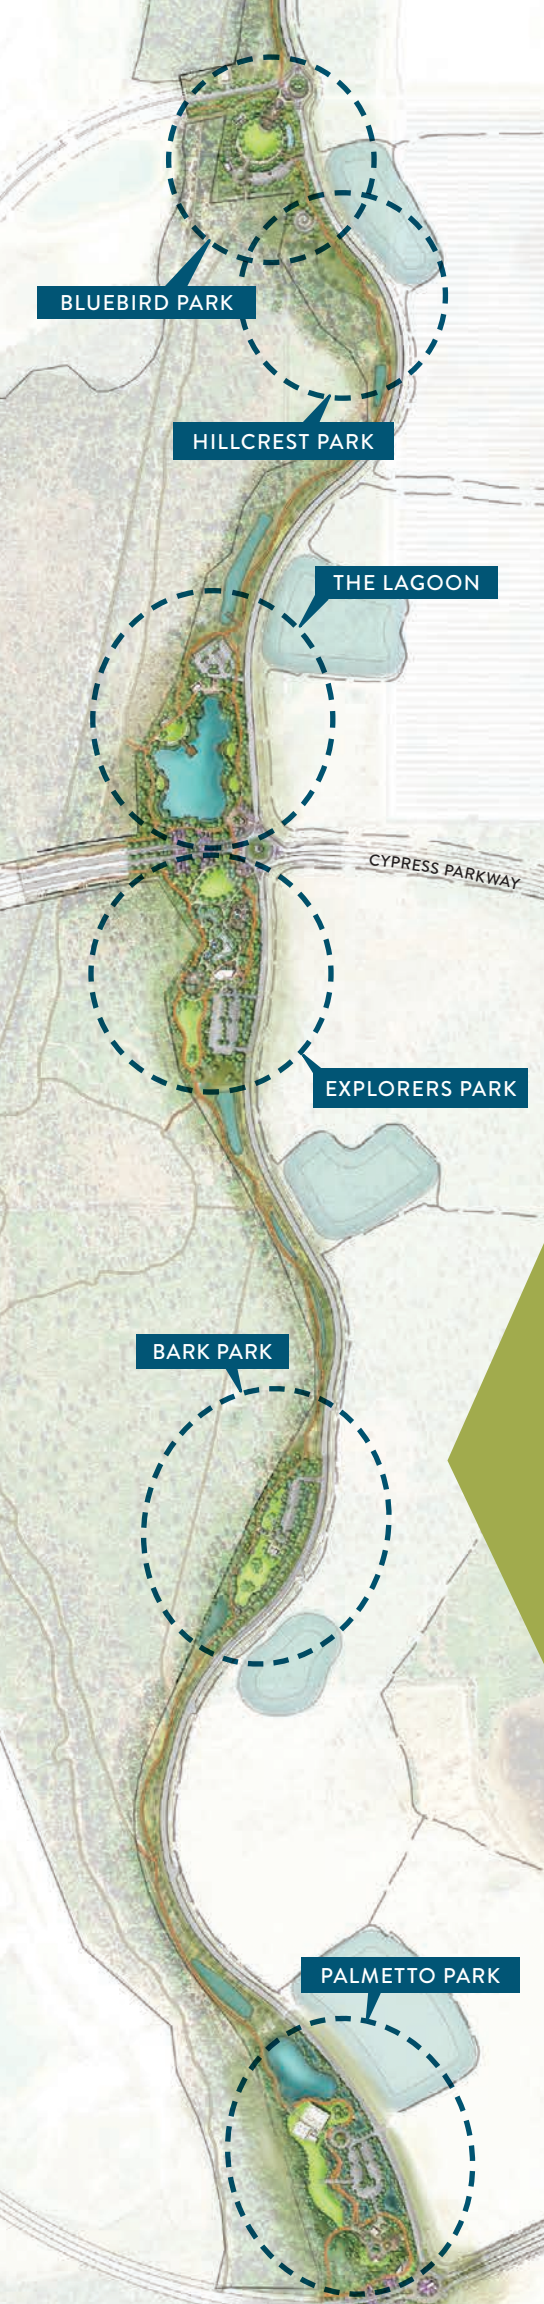 BLUEBIRD PARK
HILLCREST PARK
THE LAGOON
CYPRESS PARKWAY
EXPLORERS PARK
BARK PARK
PALMETTO PARK